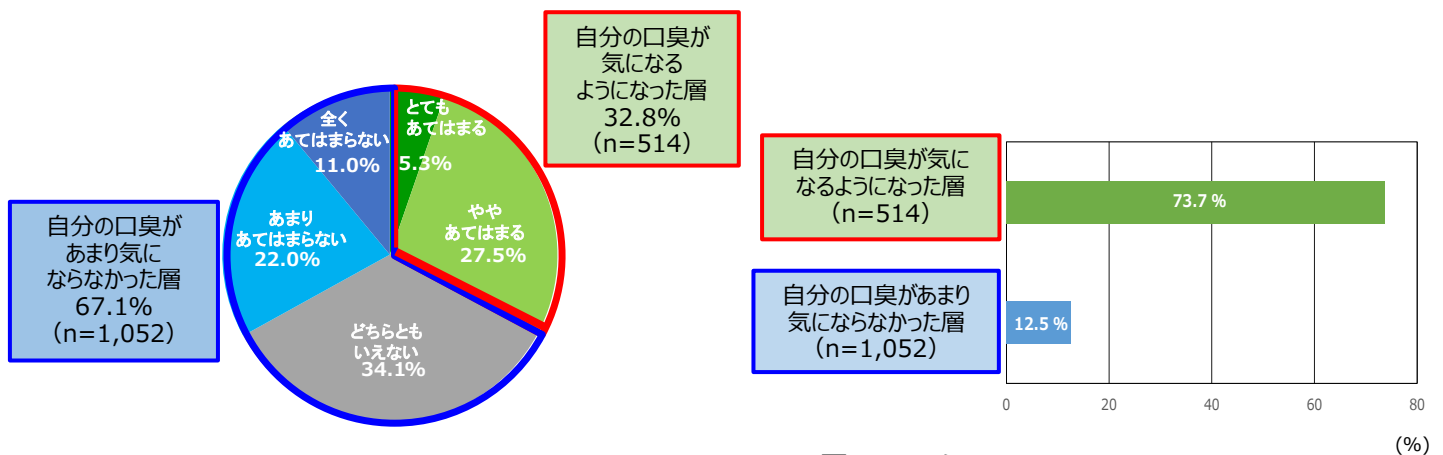 自分の口臭が
気になる
ようになった層
32.8%
（n=514）
とても
あてはまる
5.3%
やや
あてはまる
27.5%
どちらとも
いえない
34.1%
あまり
あてはまらない
22.0%
全く
あてはまらない
11.0%
自分の口臭が
あまり気に
ならなかった層
67.1%
（n=1,052）
自分の口臭が気に
なるようになった層
（n=514）
73.7 %
自分の口臭があまり
気にならなかった層
（n=1,052）
12.5 %
0 20 40 60 80
(%)